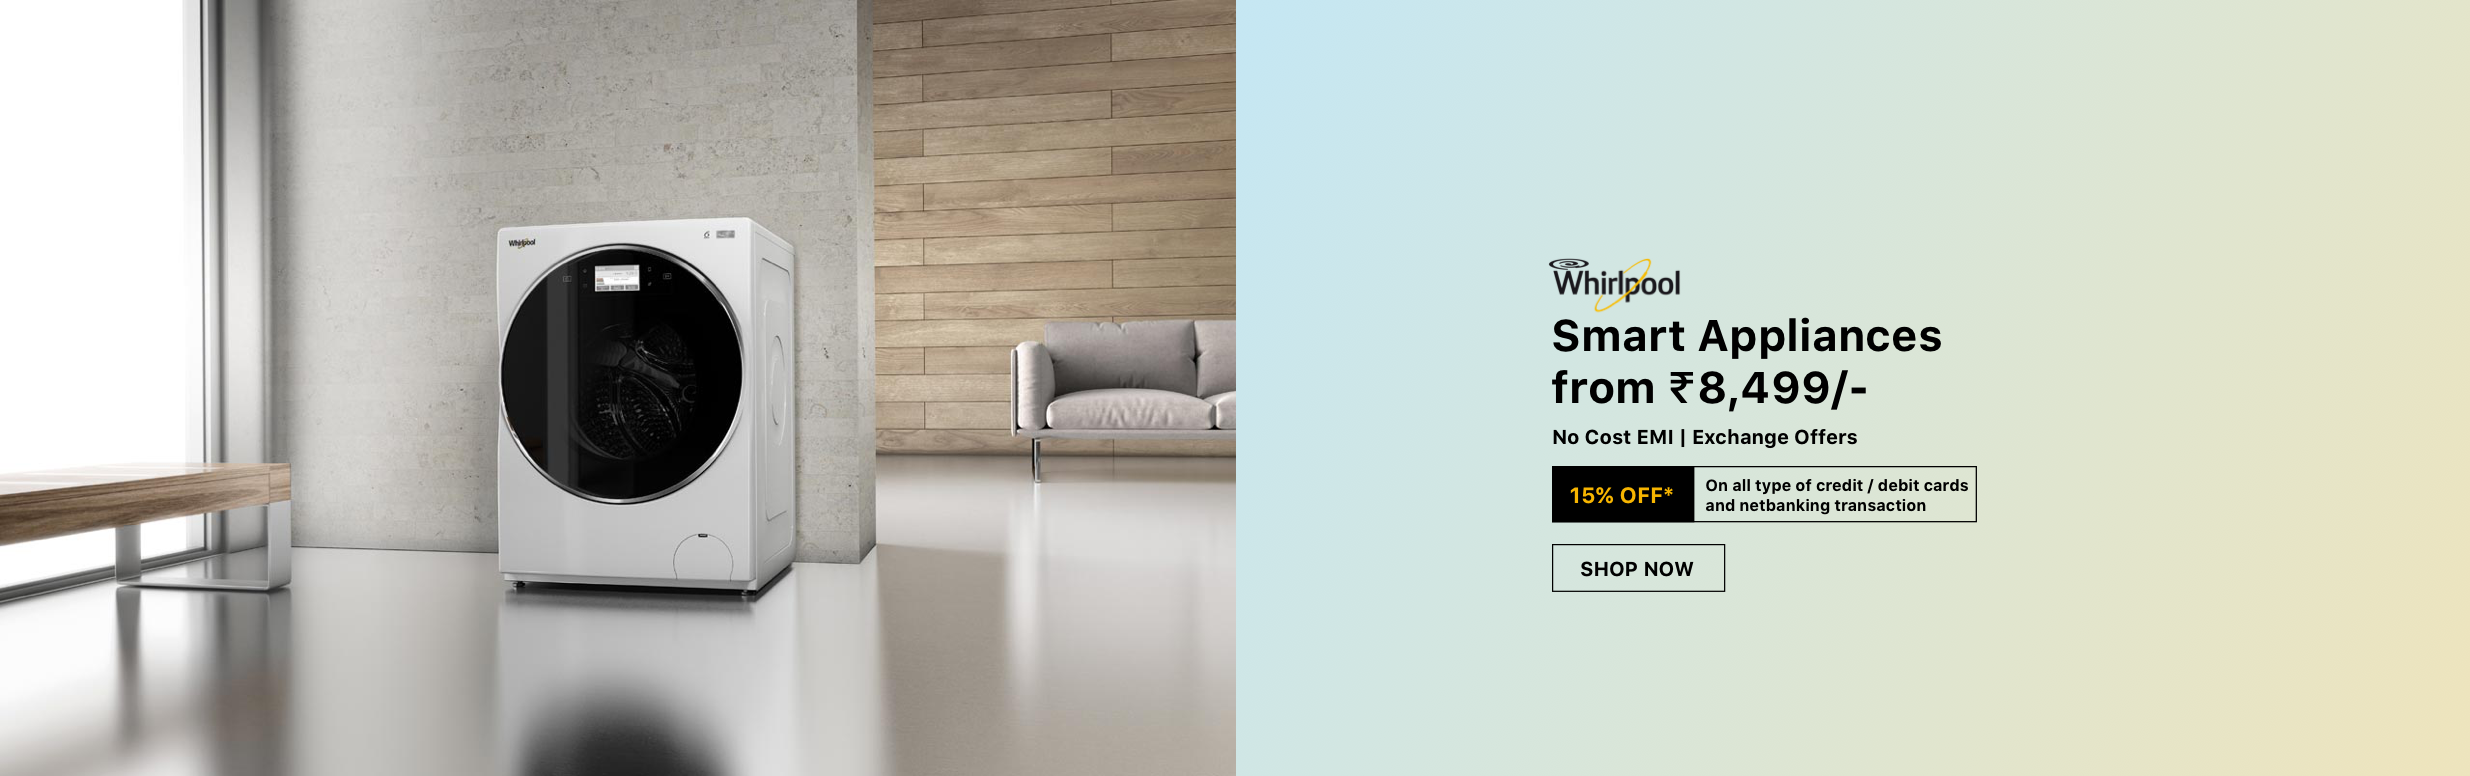 Whirlpool
Whirlpool
Smart Appliances
from ₹8,499/-
No Cost EMI | Exchange Offers
15% OFF*
On all type of credit / debit cards
and netbanking transaction
SHOP NOW